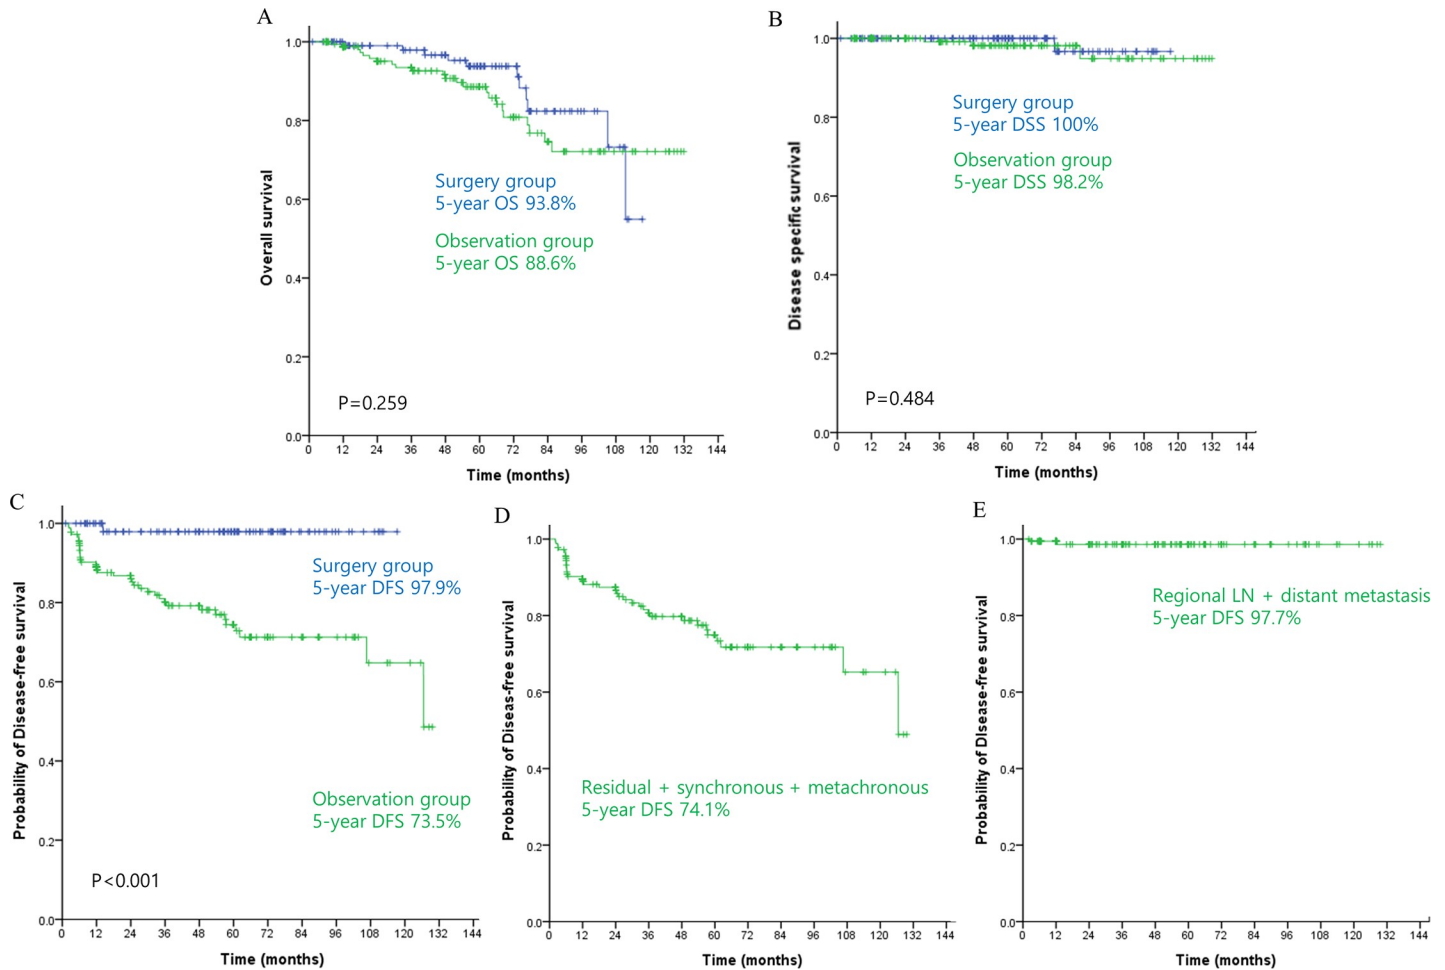 A
1.0
0.8
0.6
0.4
0.2
0.0
Overall survival
Surgery group
5-year OS 93.8%
Observation group
5-year OS 88.6%
P=0.259
0 12 24 36 48 60 72 84 96 108 120 132 144
Time (months)
B
1.0
0.8
0.6
0.4
0.2
0.0
Disease specific survival
Surgery group
5-year DSS 100%
Observation group
5-year DSS 98.2%
P=0.484
0 12 24 36 48 60 72 84 96 108 120 132 144
Time (months)
C
1.0
0.8
0.6
0.4
0.2
0.0
Probability of Disease-free survival
Surgery group
5-year DFS 97.9%
Observation group
5-year DFS 73.5%
P<0.001
0 12 24 36 48 60 72 84 96 108 120 132 144
Time (months)
D
1.0
0.8
0.6
0.4
0.2
0.0
Probability of Diseas-free survival
Residual + synchronous + metachronous
5-year DFS 74.1%
0 12 24 36 48 60 72 84 96 108 120 132 144
Time (months)
E
1.0
0.8
0.6
0.4
0.2
0.0
Probability of Disease-free survival
Regional LN + distant metastasis
5-year DFS 97.7%
0 12 24 36 48 60 72 84 96 108 120 132 144
Time (months)